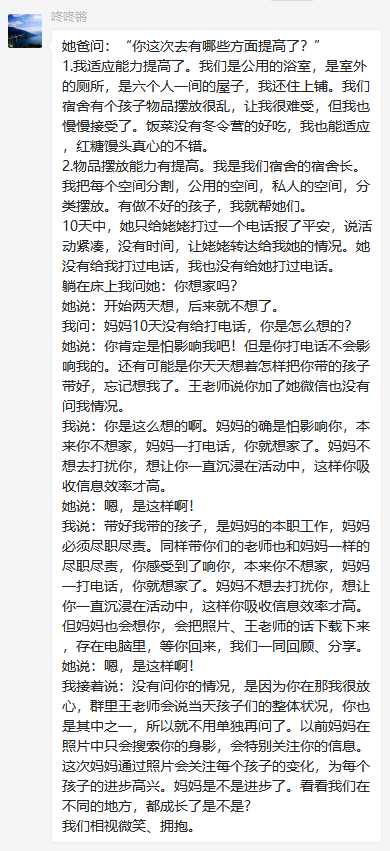 咚咚锵
她爸问：“你这次去有哪些方面提高了？”
1.我适应能力提高了。我们是公用的浴室，是室外
的厕所，是六个人一间的屋子，我还住上铺。我们
宿舍有个孩子物品摆放很乱，让我很难受，但我也
慢慢接受了。饭菜没有冬令营的好吃，我也能适应
，红糖馒头真心的不错。
2.物品摆放能力有提高。我是我们宿舍的宿舍长。
我把每个空间分割，公用的空间，私人的空间，分
类摆放。有做不好的孩子，我就帮她们。
10天中，她只给姥姥打过一个电话报了平安，说活
动紧凑，没有时间，让姥姥转达给我她的情况。她
没有给我打过电话，我也没有给她打过电话。
躺在床上我问她：你想家吗？
她说：开始两天想，后来就不想了。
我问：妈妈10天没有给打电话，你是怎么想的？
她说：你肯定是怕影响我吧！但是你打电话不会影
响我的。还有可能是你天天想着怎样把你带的孩子
带好，忘记想我了。王老师说你加了她微信也没有
问我情况。
我说：你是这么想的啊。妈妈的确是怕影响你，本
来你不想家，妈妈一打电话，你就想家了。妈妈不
想去打扰你，想让你一直沉浸在活动中，这样你吸
收信息效率才高。
她说：嗯，是这样啊！
我说：带好我带的孩子，是妈妈的本职工作，妈妈
必须尽职尽责。同样带你们的老师也和妈妈一样的
尽职尽责，你感受到了响你，本来你不想家，妈妈
一打电话，你就想家了。妈妈不想去打扰你，想让
你一直沉浸在活动中，这样你吸收信息效率才高。
但妈妈也会想你，会把照片、王老师的话下载下来
，存在电脑里，等你回来，我们一同回顾、分享。
她说：嗯，是这样啊！
我接着说：没有问你的情况，是因为你在那我很放
心，群里王老师会说当天孩子们的整体状况，你也
是其中之一，所以就不用单独再问了。以前妈妈在
照片中只会搜索你的身影，会特别关注你的信息。
这次妈妈通过照片会关注每个孩子的变化，为每个
孩子的进步高兴。妈妈是不是进步了。看看我们在
不同的地方，都成长了是不是？
我们相视微笑、拥抱。